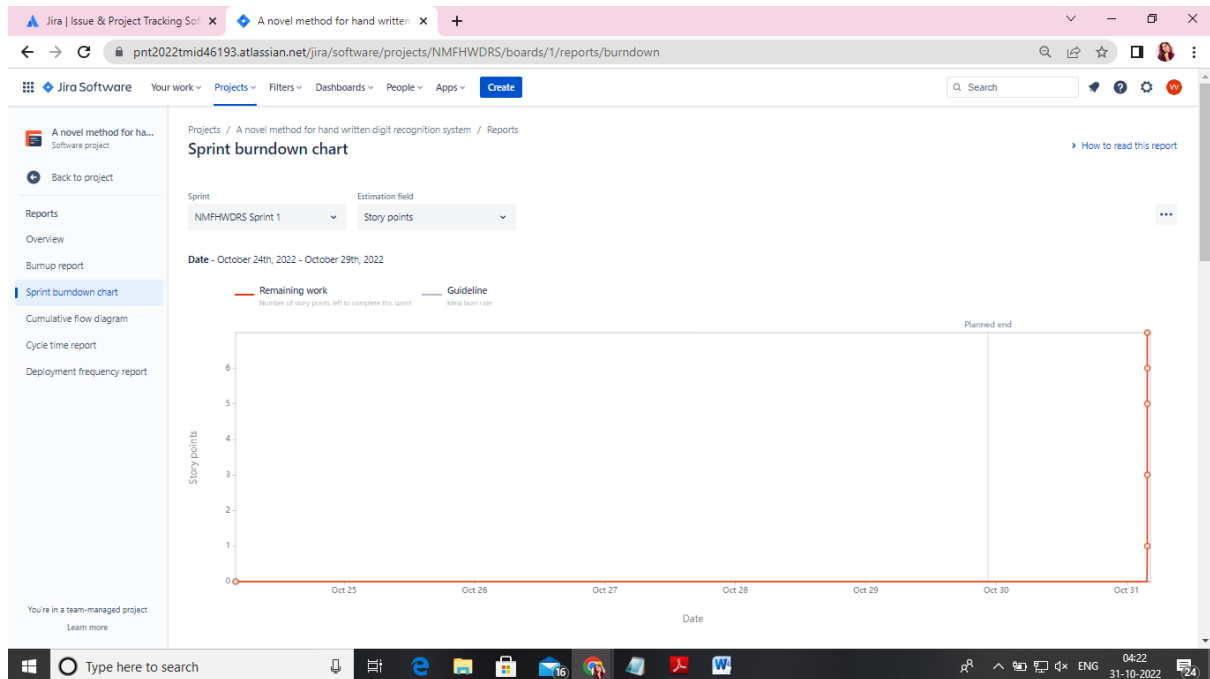 Jira | Issue & Project Tracking Sof
A novel method for hand written
pnt2022tmid46193.atlassian.net/jira/software/projects/NMFHWDRS/boards/1/reports/burndown
Jira Software Your work Projects Filters Dashboards People Apps Create Search
A novel method for ha...
Software project
Back to project
Reports
Overview
Burnup report
Sprint burndown chart
Cumulative flow diagram
Cycle time report
Deployment frequency report
You're in a team-managed project
Learn more
Projects / A novel method for hand written digit recognition system / Reports
Sprint burndown chart
How to read this report
Sprint Estimation field
NMFHWDRS Sprint 1 Story points
Date - October 24th, 2022 - October 29th, 2022
Remaining work Guideline
Number of story points left to complete this sprint Ideal burn rate
Planned end
6
5
4
3
2
1
0
Story points
Oct 25 Oct 26 Oct 27 Oct 28 Oct 29 Oct 30 Oct 31
Date
Type here to search
16
ENG
04:22
31-10-2022
24